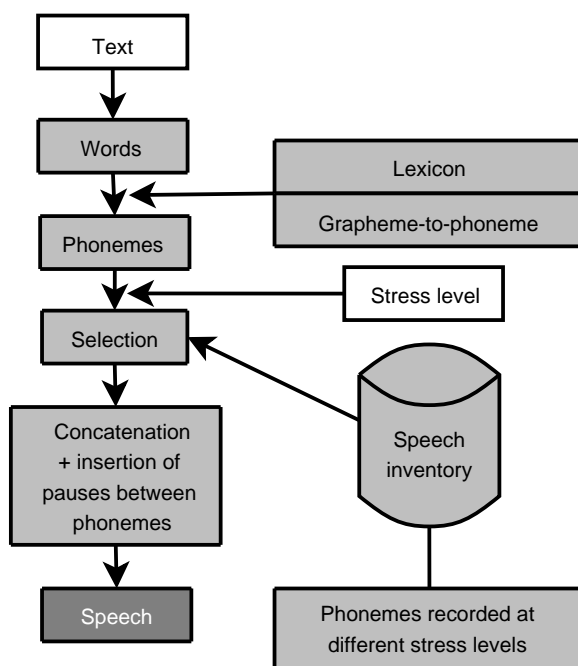 Text
Words
Lexicon
Grapheme-to-phoneme
Phonemes
Stress level
Selection
Concatenation
+ insertion of
pauses between
phonemes
Speech
inventory
Speech
Phonemes recorded at
different stress levels